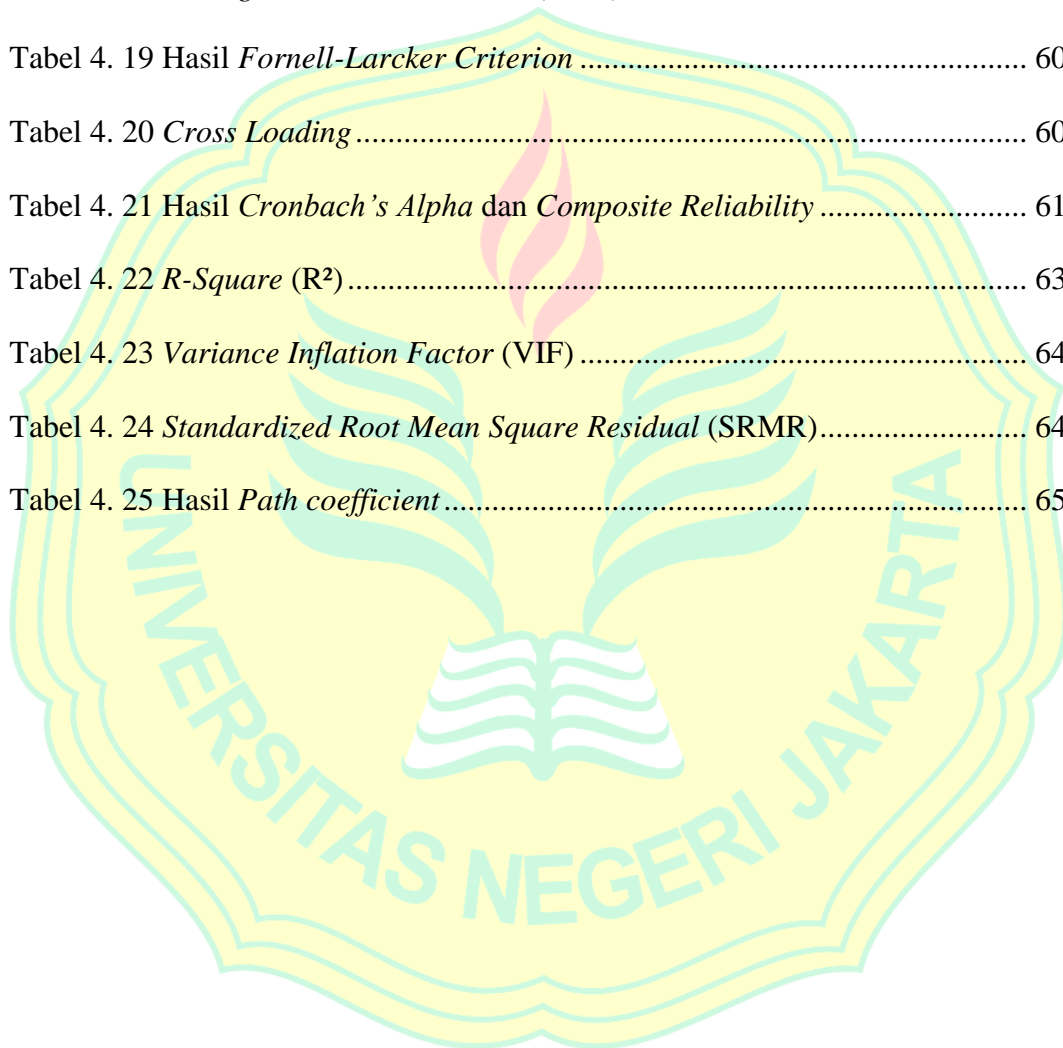 Tabel 4. 19 Hasil Fornell-Larcker Criterion ........................................................ 60
Tabel 4. 20 Cross Loading ................................................................................... 60
Tabel 4. 21 Hasil Cronbach’s Alpha dan Composite Reliability ......................... 61
Tabel 4. 22 R-Square (R²) .................................................................................... 63
Tabel 4. 23 Variance Inflation Factor (VIF) ........................................................ 64
Tabel 4. 24 Standardized Root Mean Square Residual (SRMR) ......................... 64
Tabel 4. 25 Hasil Path coefficient ........................................................................ 65
UNIVERSITAS NEGERI JAKARTA